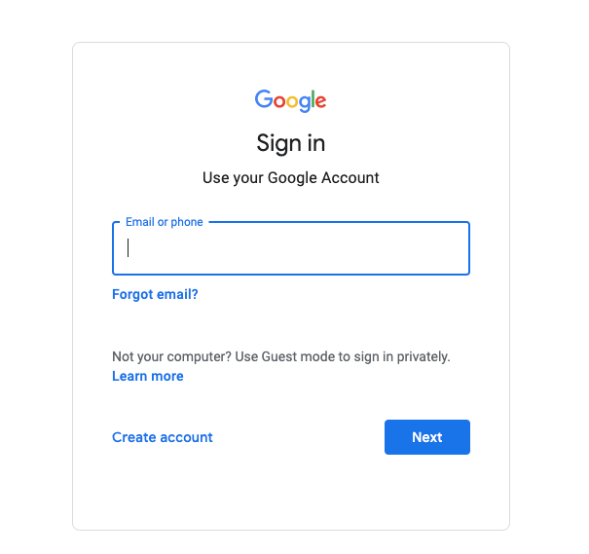 Google
Sign in
Use your Google Account
Email or phone
Forgot email?
Not your computer? Use Guest mode to sign in privately.
Learn more
Create account
Next